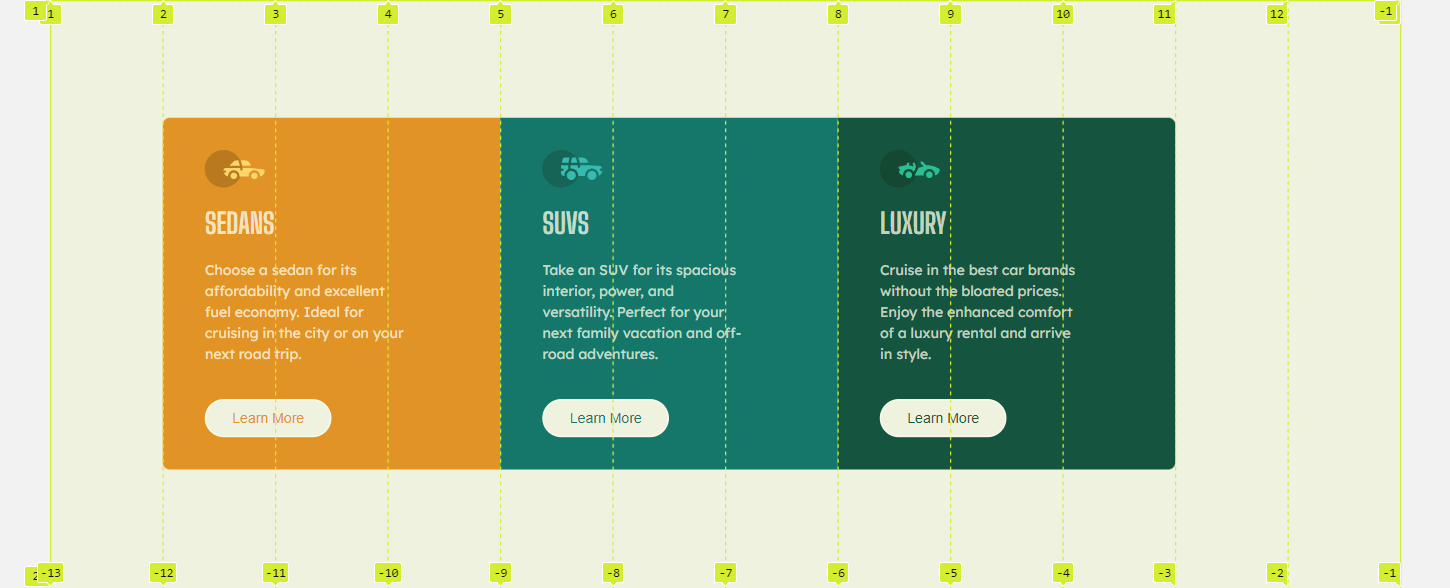 1 1 2 3 4 5 6 7 8 9 10 11 12 -1
SEDANS
Choose a sedan for its
affordability and excellent
fuel economy. Ideal for
cruising in the city or on your
next road trip.
Learn More
SUVS
Take an SUV for its spacious
interior, power, and
versatility. Perfect for your
next family vacation and off-
road adventures.
Learn More
LUXURY
Cruise in the best car brands
without the bloated prices.
Enjoy the enhanced comfort
of a luxury rental and arrive
in style.
Learn More
2 -13 -12 -11 -10 -9 -8 -7 -6 -5 -4 -3 -2 -1